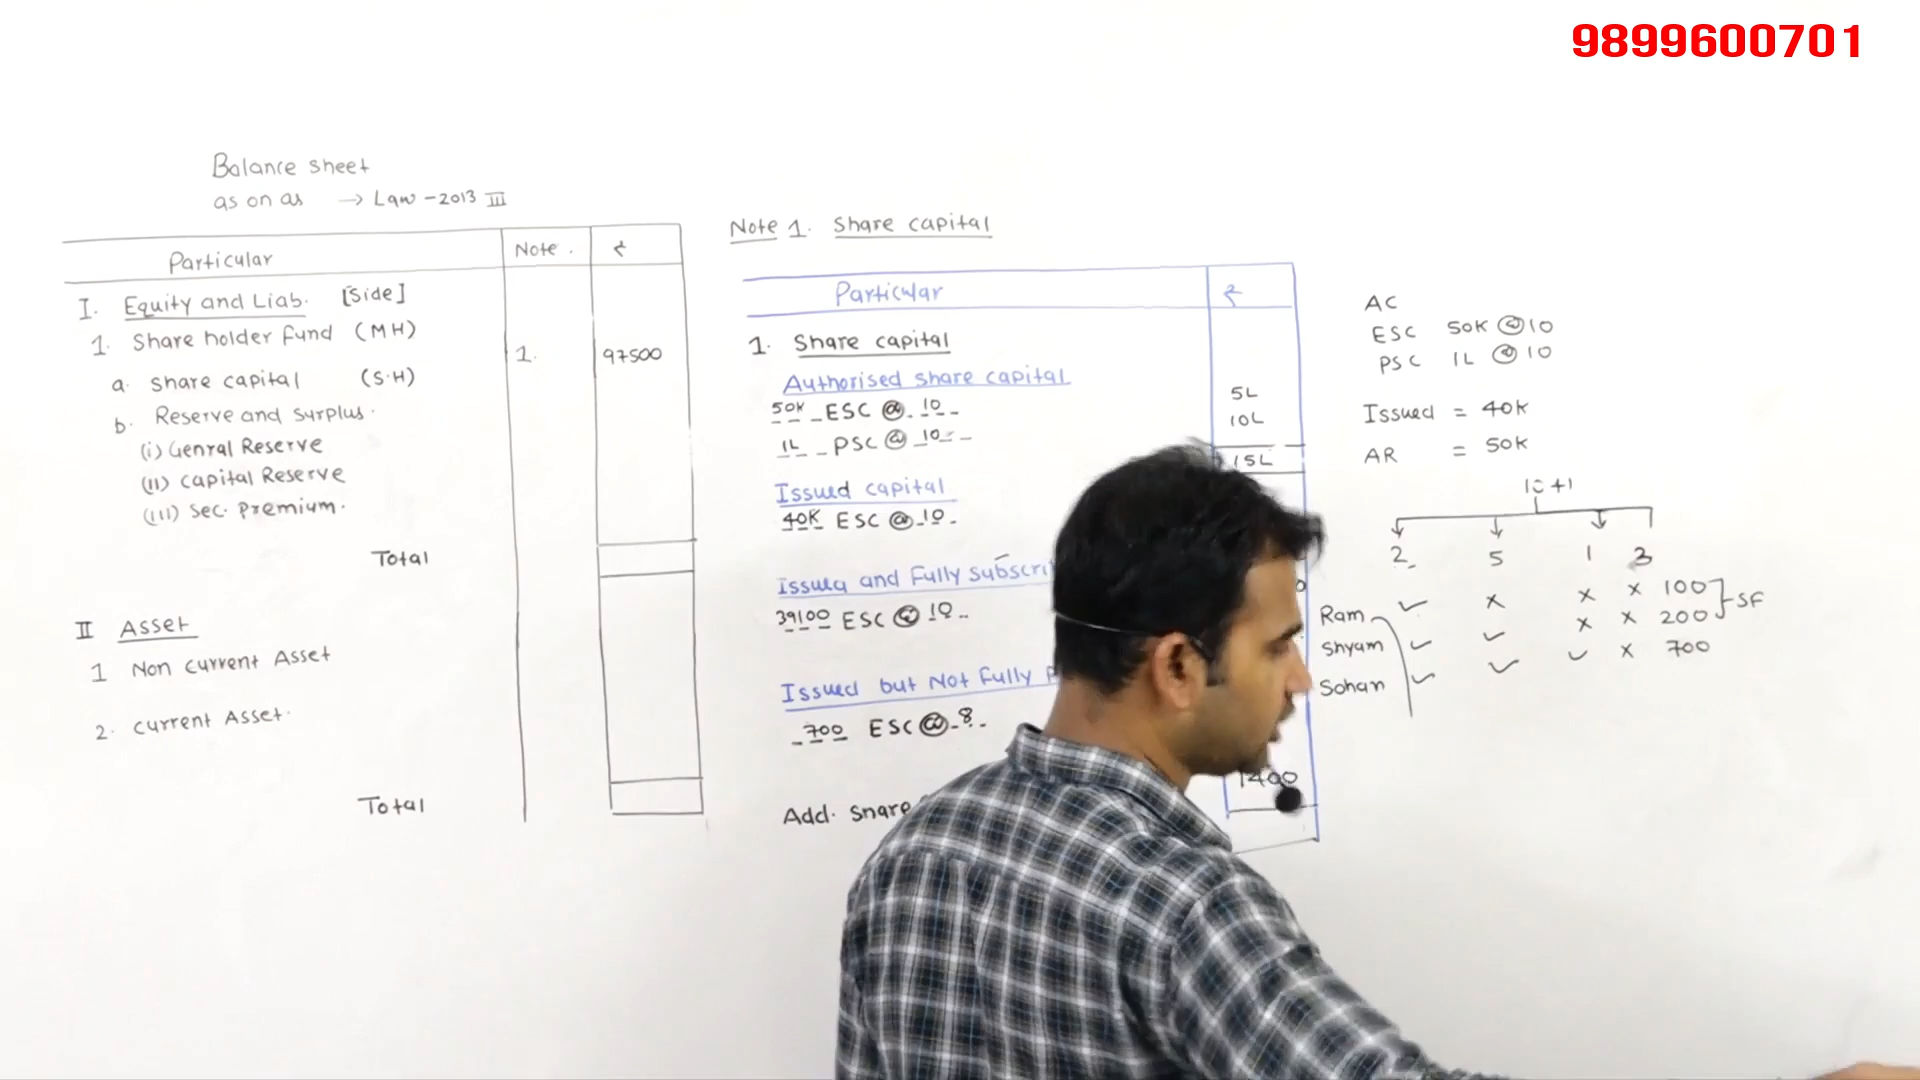 9899600701
Balance sheet
as on as → Law - 2013 III
Particular Note. ₹
I. Equity and Liab. [Side]
1. Share holder fund (MH)
a. Share capital (S.H) 1. 97500
b. Reserve and surplus.
(i) Genral Reserve
(II) Capital Reserve
(III) Sec. Premium.
Total
II Asset
1 Non Current Asset
2. Current Asset.
Total
Note 1. Share capital
Particular ₹
1. Share capital
Authorised share capital
50K ESC @ 10 5L
1L PSC @ 10 10L
15L
Issued capital
40K ESC @ 10
Issued and Fully
39100 ESC @ 10
Issued but Not Fully
700 ESC @ 8
1400
Add.
AC
ESC 50K @ 10
PSC 1L @ 10
Issued = 40K
AR = 50K
10+1
2 5 1 3
Ram ✓ x x x 100
Shyam ✓ ✓ x x 200 SF
Sohan ✓ ✓ ✓ x 700